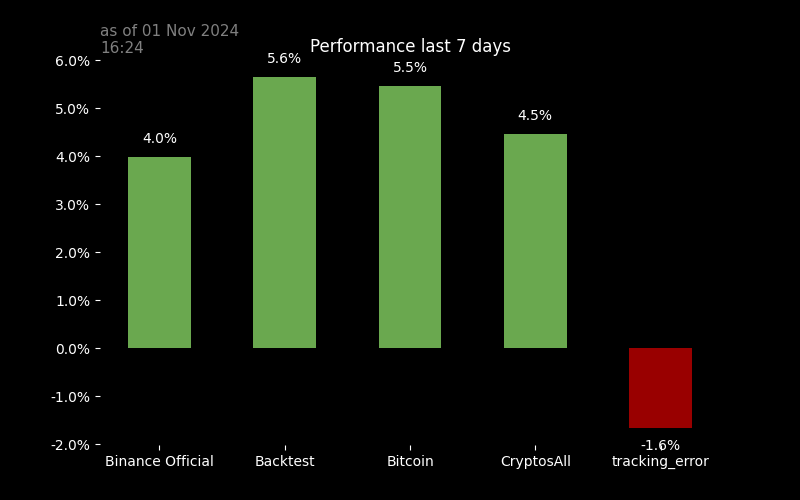 as of 01 Nov 2024
16:24
Performance last 7 days
6.0%
5.0%
4.0%
3.0%
2.0%
1.0%
0.0%
-1.0%
-2.0%
4.0%
5.6%
5.5%
4.5%
-1.6%
Binance Official
Backtest
Bitcoin
CryptosAll
tracking_error